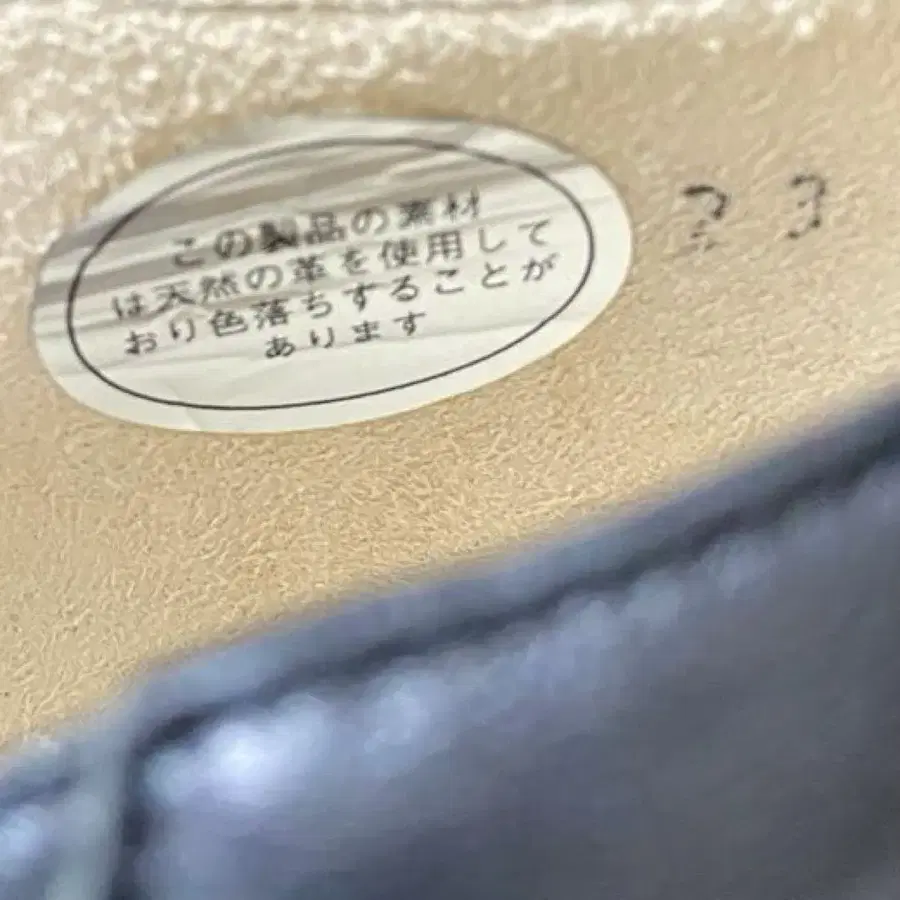 この製品の素材
は天然の革を使用して
おり色落ちすることが
あります
23